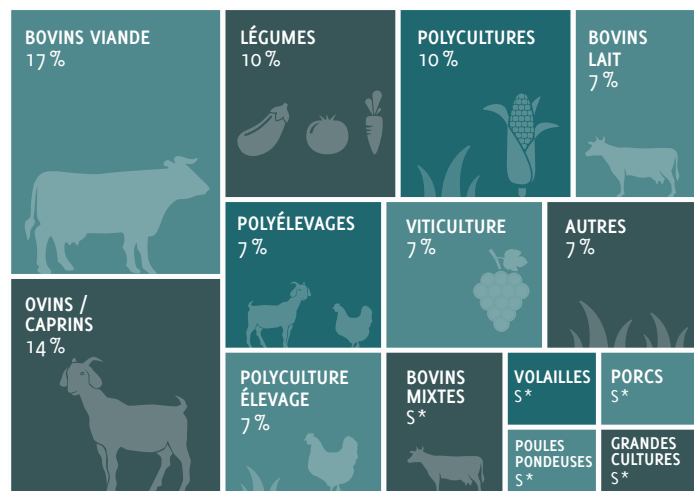 BOVINS VIANDE
17 %
LÉGUMES
10 %
POLYCULTURES
10 %
BOVINS
LAIT
7 %
POLYÉLEVAGES
7 %
VITICULTURE
7 %
AUTRES
7 %
OVINS /
CAPRINS
14 %
POLYCULTURE
ÉLEVAGE
7 %
BOVINS
MIXTES
S*
VOLAILLES
S*
PORCS
S*
POULES
PONDEUSES
S*
GRANDES
CULTURES
S*